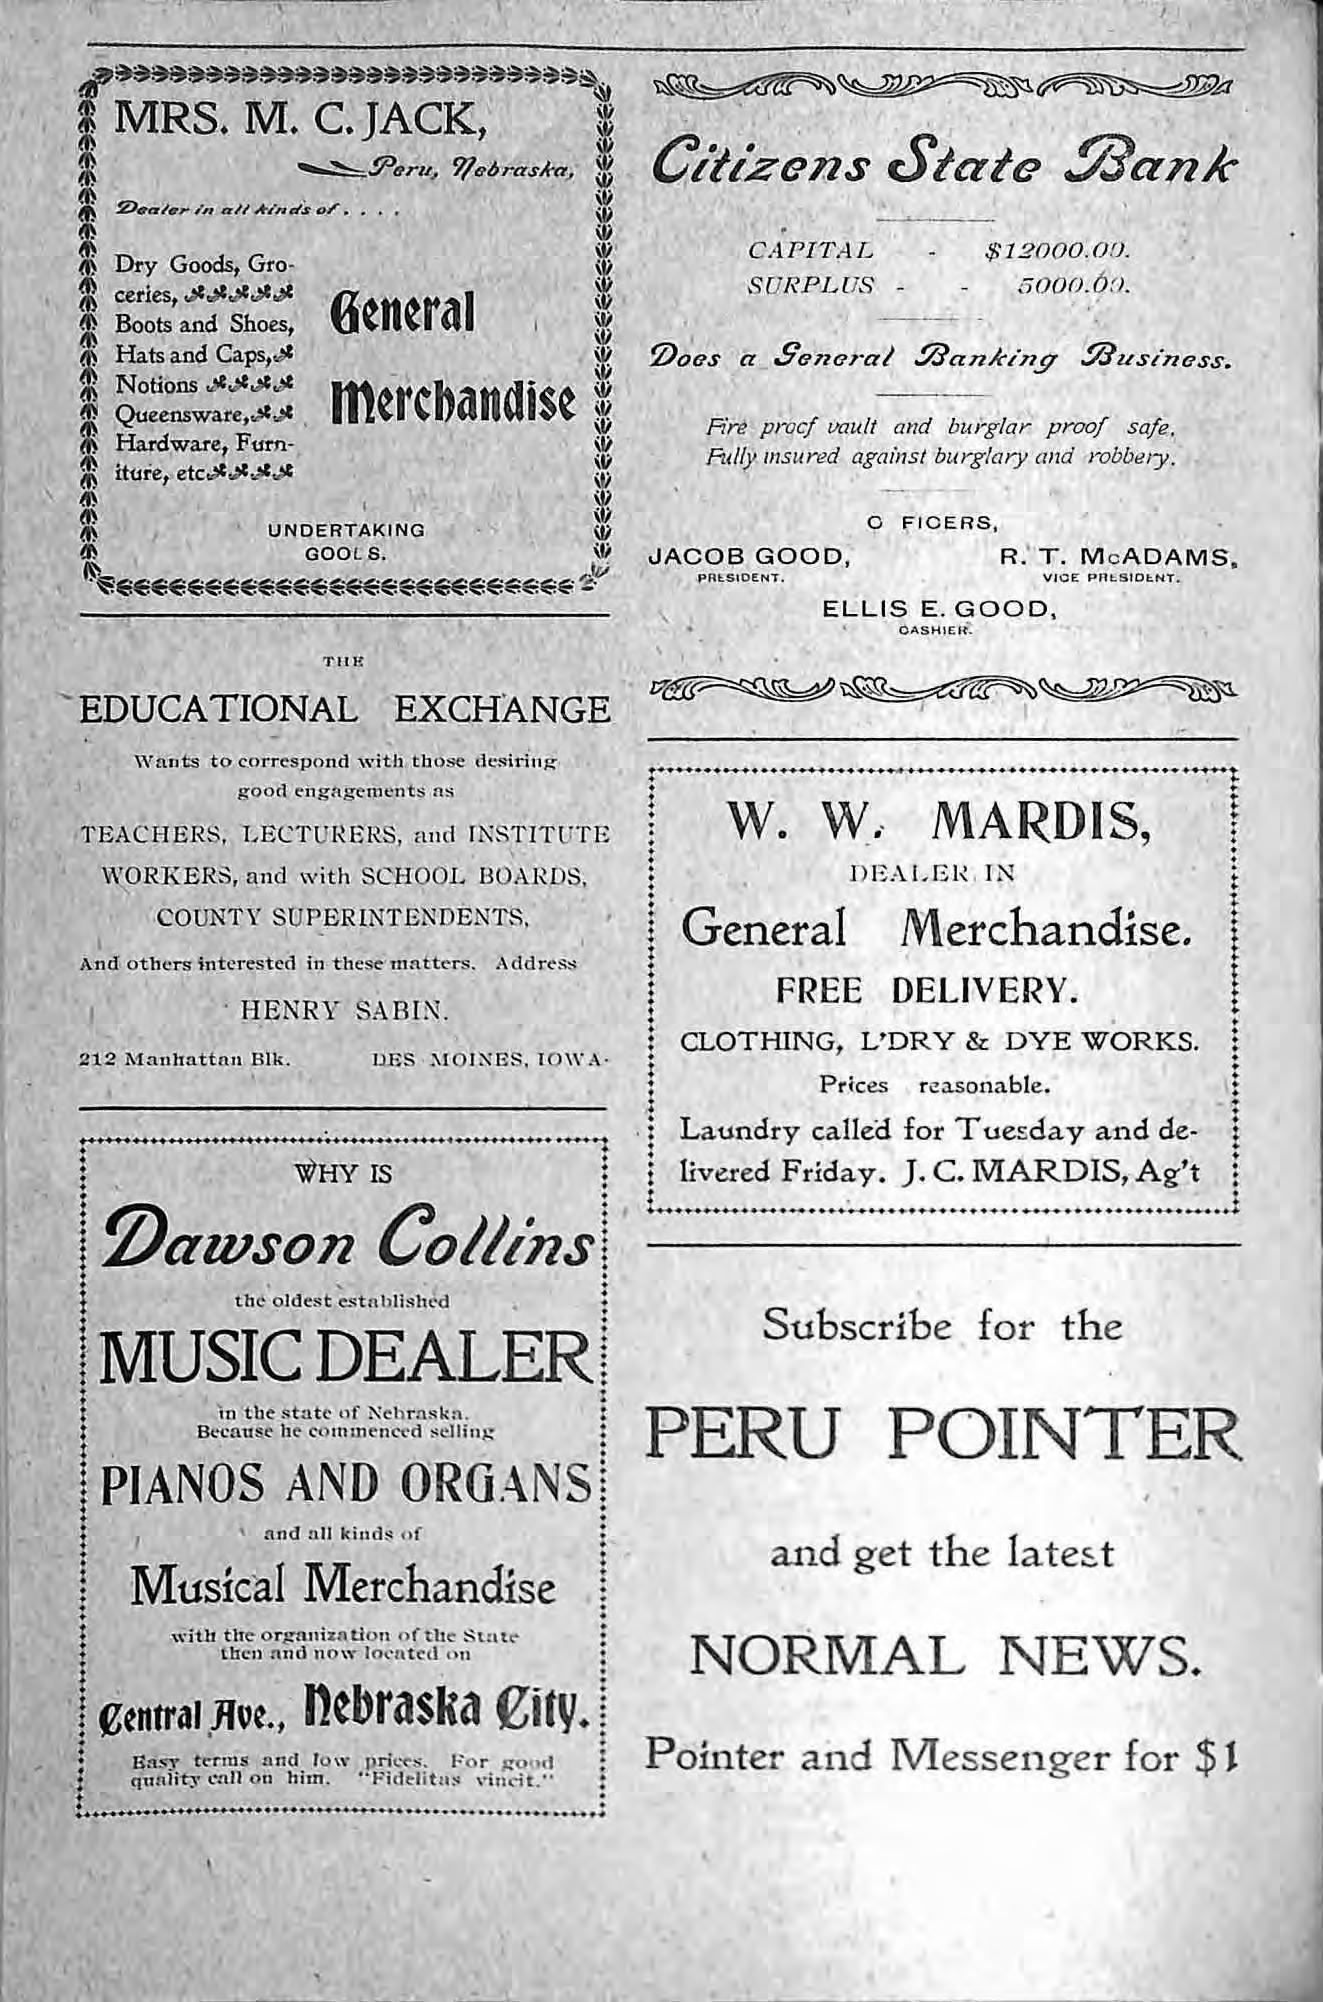 MRS. M. C. JACK,
Peru, Nebraska,
Dealer in all kinds of . . . .
Dry Goods, Gro-
ceries,
Boots and Shoes,
Hats and Caps,
Notions
Queensware,
Hardware, Furn-
iture, etc
General
Merchandise
UNDERTAKING
GOOLS.
THE
EDUCATIONAL EXCHANGE
Wants to correspond with those desiring
good engagements as
TEACHERS, LECTURERS, and INSTITUTE
WORKERS, and with SCHOOL BOARDS,
COUNTY SUPERINTENDENTS,
And others interested in these matters. Address
HENRY SABIN.
212 Manhattan Blk. DES MOINES, IOWA.
WHY IS
Dawson Collins
the oldest established
MUSIC DEALER
in the state of Nebraska.
Because he commenced selling
PIANOS AND ORGANS
and all kinds of
Musical Merchandise
with the organization of the State
then and now located on
Central Ave., Nebraska City.
Easy terms and low prices. For good
quality call on him. "Fidelitas vincit."
Citizens State Bank
CAPITAL - $12000.00.
SURPLUS - - 5000.00.
Does a General Banking Business.
Fire proof vault and burglar proof safe,
Fully insured against burglary and robbery.
O FICERS,
JACOB GOOD, R. T. McADAMS,
PRESIDENT. VICE PRESIDENT.
ELLIS E. GOOD,
CASHIER.
W. W. MARDIS,
DEALER IN
General Merchandise.
FREE DELIVERY.
CLOTHING, L'DRY & DYE WORKS.
Prices reasonable.
Laundry called for Tuesday and de-
livered Friday. J. C. MARDIS, Ag't
Subscribe for the
PERU POINTER
and get the latest
NORMAL NEWS.
Pointer and Messenger for $1